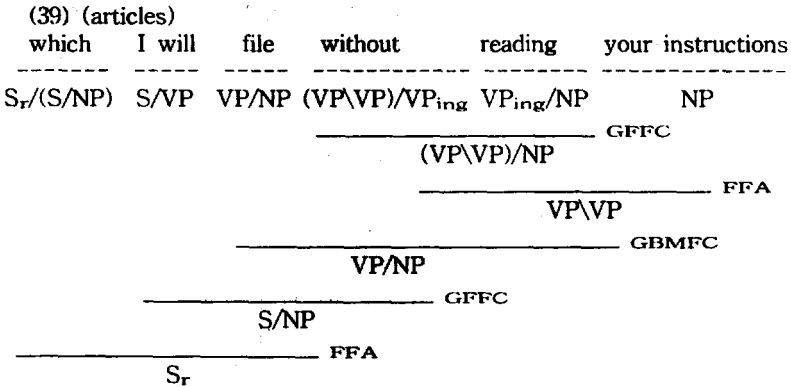 (39) (articles)
which I will file without reading your instructions
Sr/(S/NP) S/VP VP/NP (VP\VP)/VPing VPing/NP NP
GFFC
(VP\VP)/NP
FFA
VP\VP
GBMFC
VP/NP
GFFC
S/NP
FFA
Sr